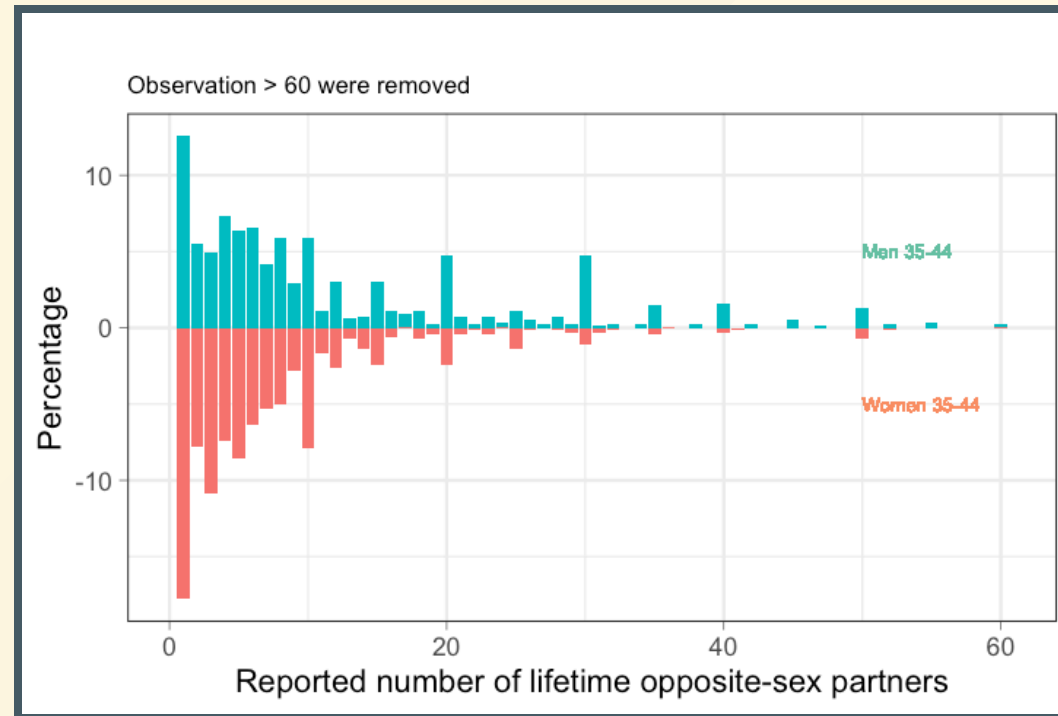 Observation > 60 were removed
10
Men 35-44
0
Women 35-44
-10
Percentage
0 20 40 60
Reported number of lifetime opposite-sex partners